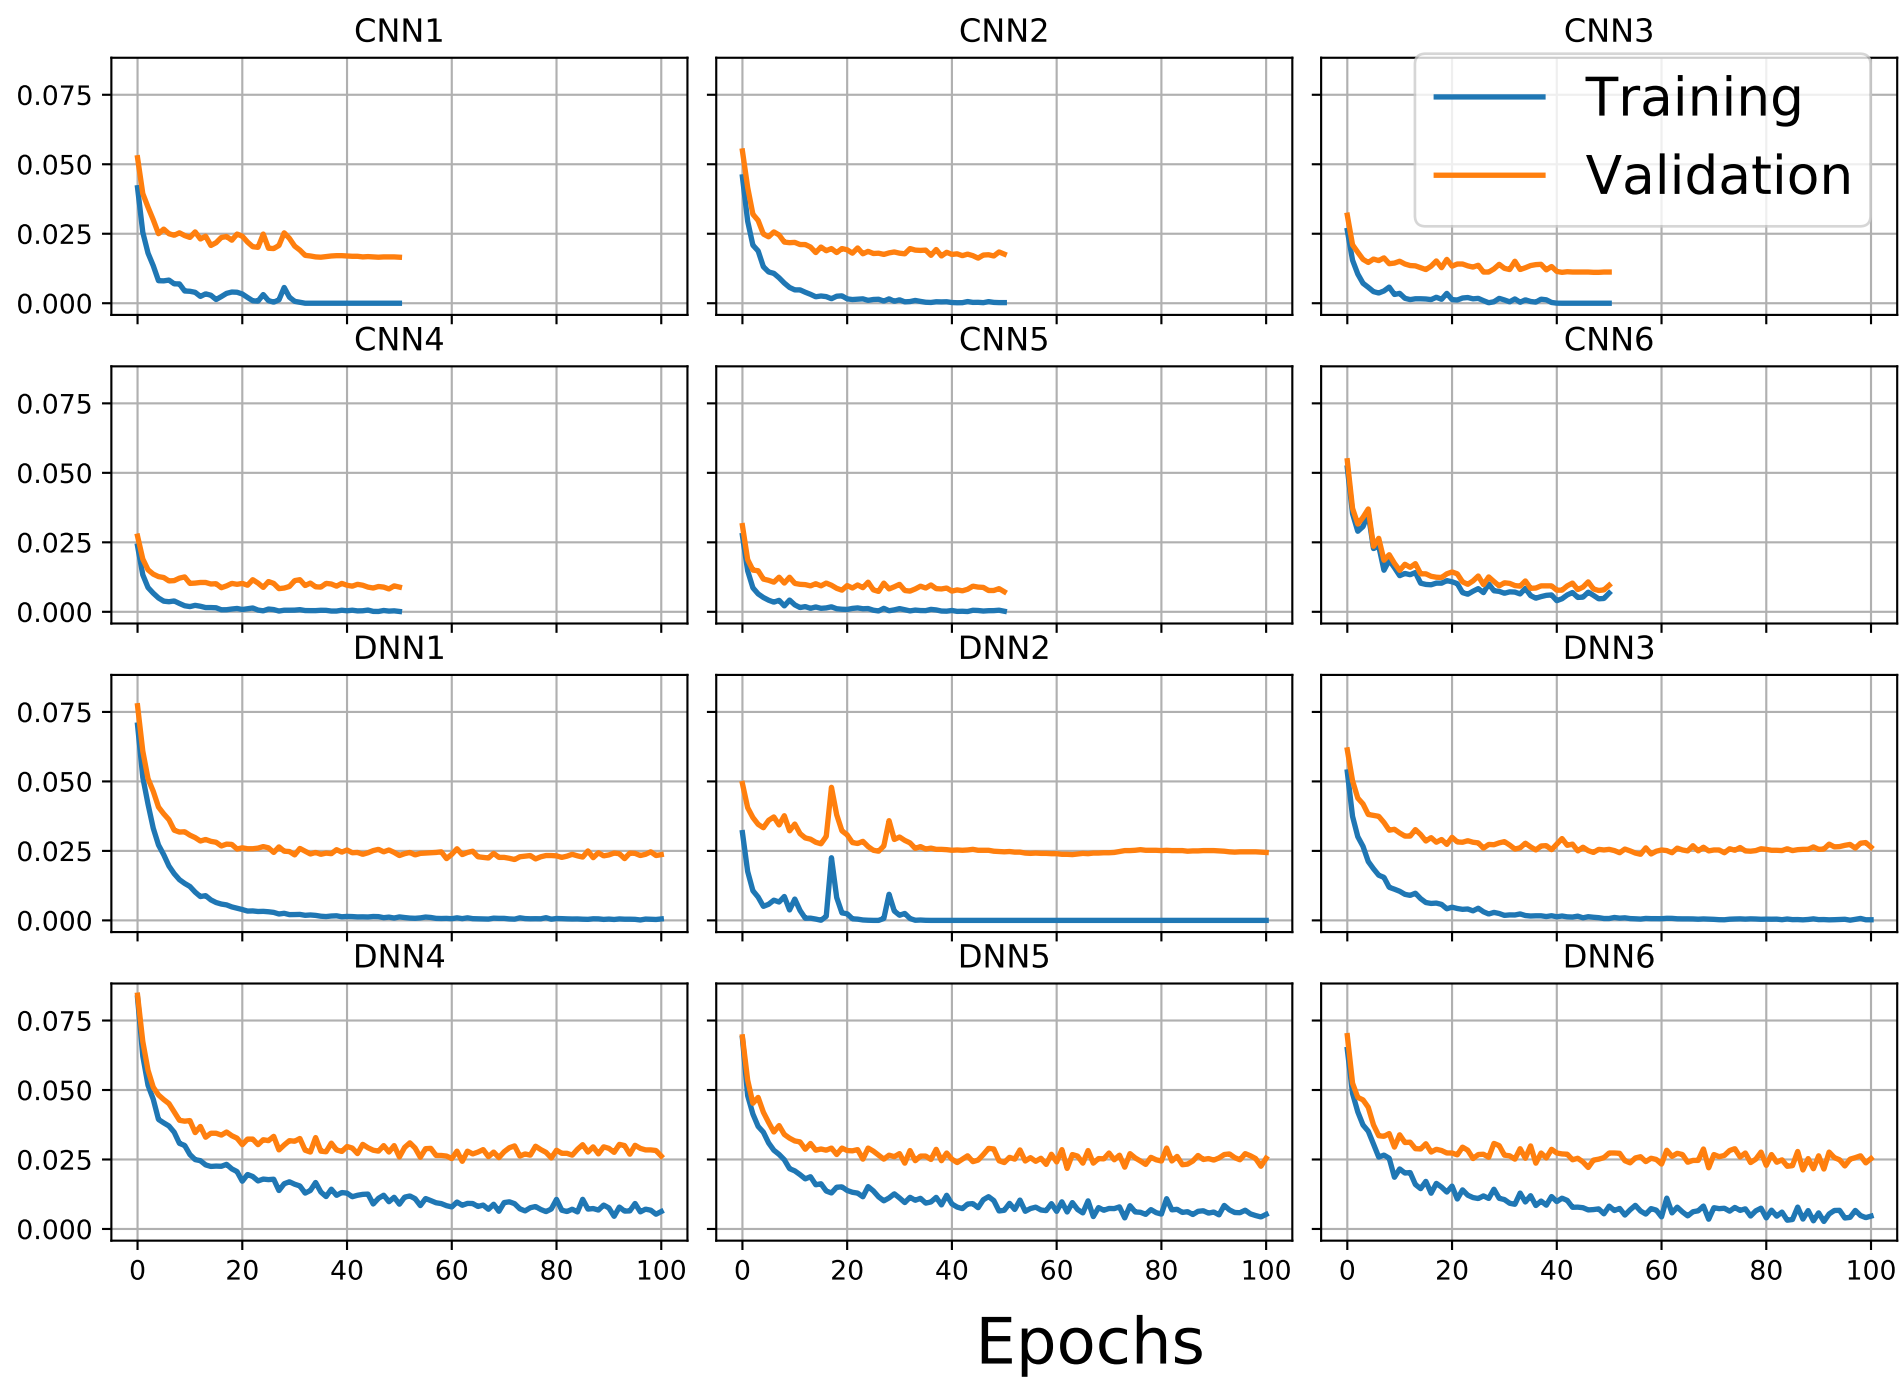 CNN1 CNN2 CNN3
0.075
0.050
0.025
0.000
Training
Validation
CNN4 CNN5 CNN6
0.075
0.050
0.025
0.000
DNN1 DNN2 DNN3
0.075
0.050
0.025
0.000
DNN4 DNN5 DNN6
0.075
0.050
0.025
0.000
0 20 40 60 80 100 0 20 40 60 80 100 0 20 40 60 80 100
Epochs